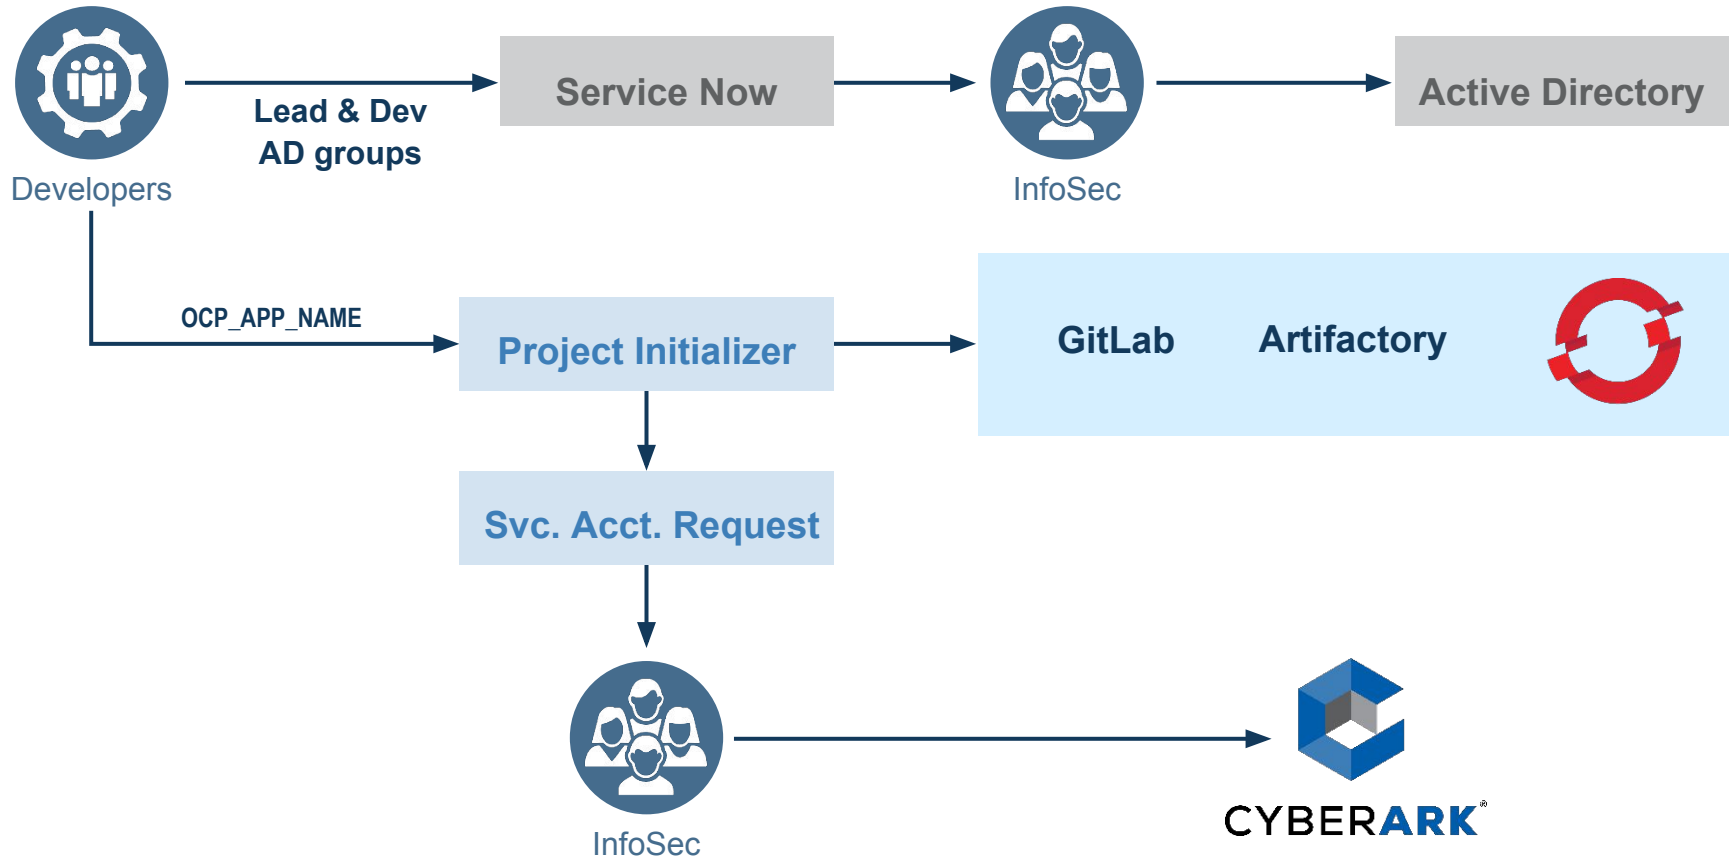 Service Now
Active Directory
Lead & Dev
AD groups
Developers
InfoSec
OCP_APP_NAME
Project Initializer
GitLab
Artifactory
Svc. Acct. Request
InfoSec
CYBERARK®